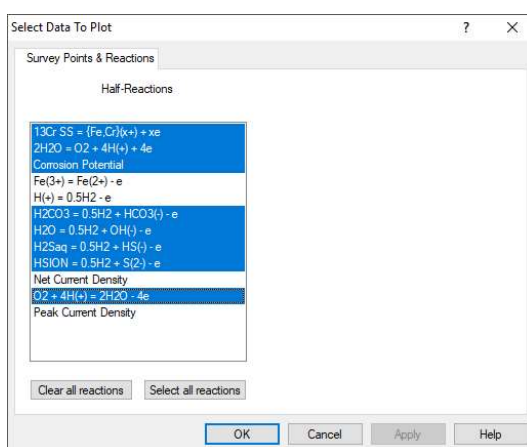 Select Data To Plot
?
Survey Points & Reactions
Half-Reactions
13Cr SS = {Fe,Cr}(x+) + xe
2H2O = O2 + 4H(+) + 4e
Corrosion Potential
Fe(3+) = Fe(2+) - e
H(+) = 0.5H2 - e
H2CO3 = 0.5H2 + HCO3(-) - e
H2O = 0.5H2 + OH(-) - e
H2Saq = 0.5H2 + HS(-) - e
HSION = 0.5H2 + S(2-) - e
Net Current Density
O2 + 4H(+) = 2H2O - 4e
Peak Current Density
Clear all reactions Select all reactions
OK Cancel Apply Help